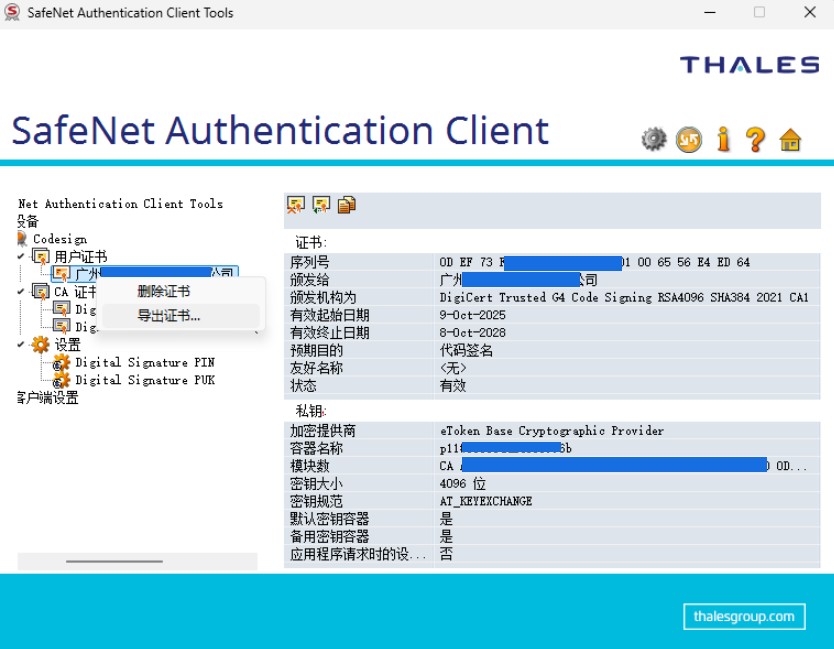 SafeNet Authentication Client Tools
THALES
SafeNet Authentication Client
Net Authentication Client Tools
设备
Codesign
用户证书
广州 公司
删除证书
CA 证书
导出证书...
设置
Digital Signature PIN
Digital Signature PUK
客户端设置
证书:
序列号 0D EF 73 01 00 65 56 E4 ED 64
颁发给 广州 公司
颁发机构为 DigiCert Trusted G4 Code Signing RSA4096 SHA384 2021 CA1
有效起始日期 9-Oct-2025
有效终止日期 8-Oct-2028
预期目的 代码签名
友好名称 <无>
状态 有效
私钥:
加密提供商 eToken Base Cryptographic Provider
容器名称 p11 6b
模块数 CA 0D...
密钥大小 4096 位
密钥规范 AT_KEYEXCHANGE
默认密钥容器 是
备用密钥容器 是
应用程序请求时的设... 否
thalesgroup.com